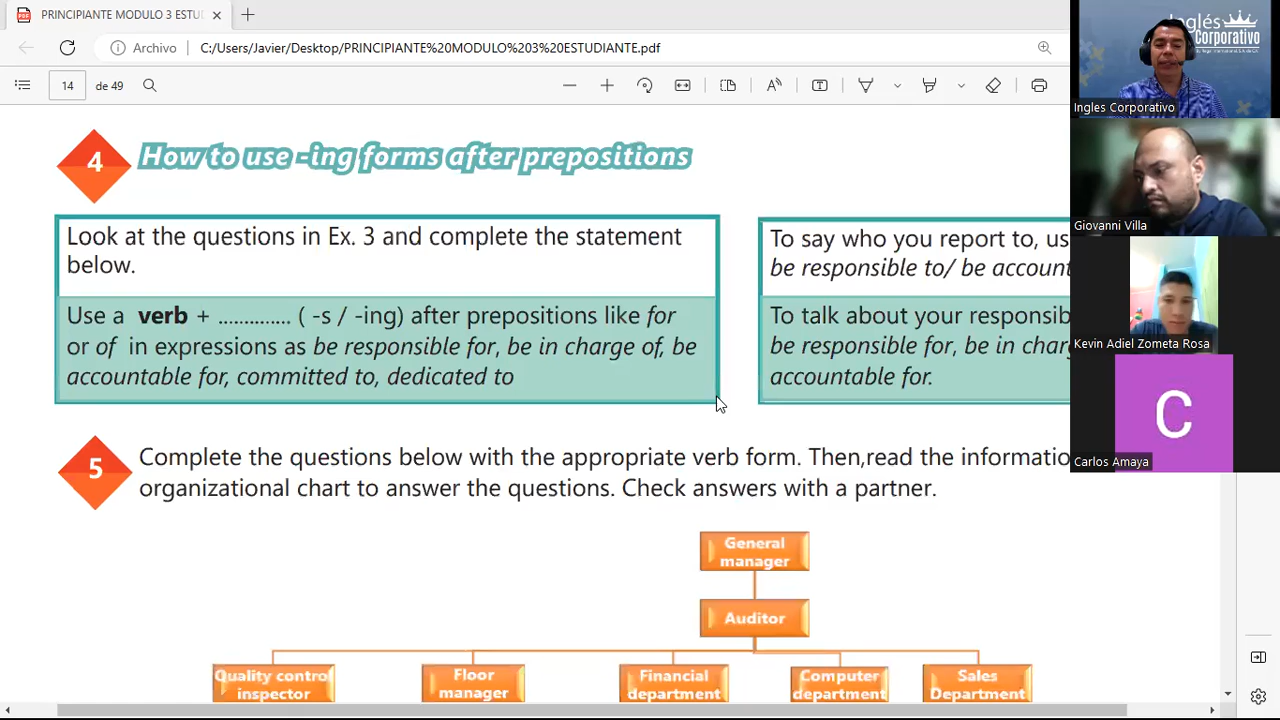 PRINCIPIANTE MODULO 3 ESTU
Archivo
C:/Users/Javier/Desktop/PRINCIPIANTE%20MODULO%203%20ESTUDIANTE.pdf
14
de 49
4
How to use -ing forms after prepositions
Look at the questions in Ex. 3 and complete the statement
below.
Use a verb + .............. ( -s / -ing) after prepositions like for
or of in expressions as be responsible for, be in charge of, be
accountable for, committed to, dedicated to
To say who you report to, us
be responsible to/ be account
To talk about your responsib
be responsible for, be in charg
accountable for.
5
Complete the questions below with the appropriate verb form. Then,read the informatio
organizational chart to answer the questions. Check answers with a partner.
General
manager
Auditor
Quality control
inspector
Floor
manager
Financial
department
Computer
department
Sales
Department
Inglés
Corporativo
Ingles Corporativo
Giovanni Villa
Kevin Adiel Zometa Rosa
C
Carlos Amaya